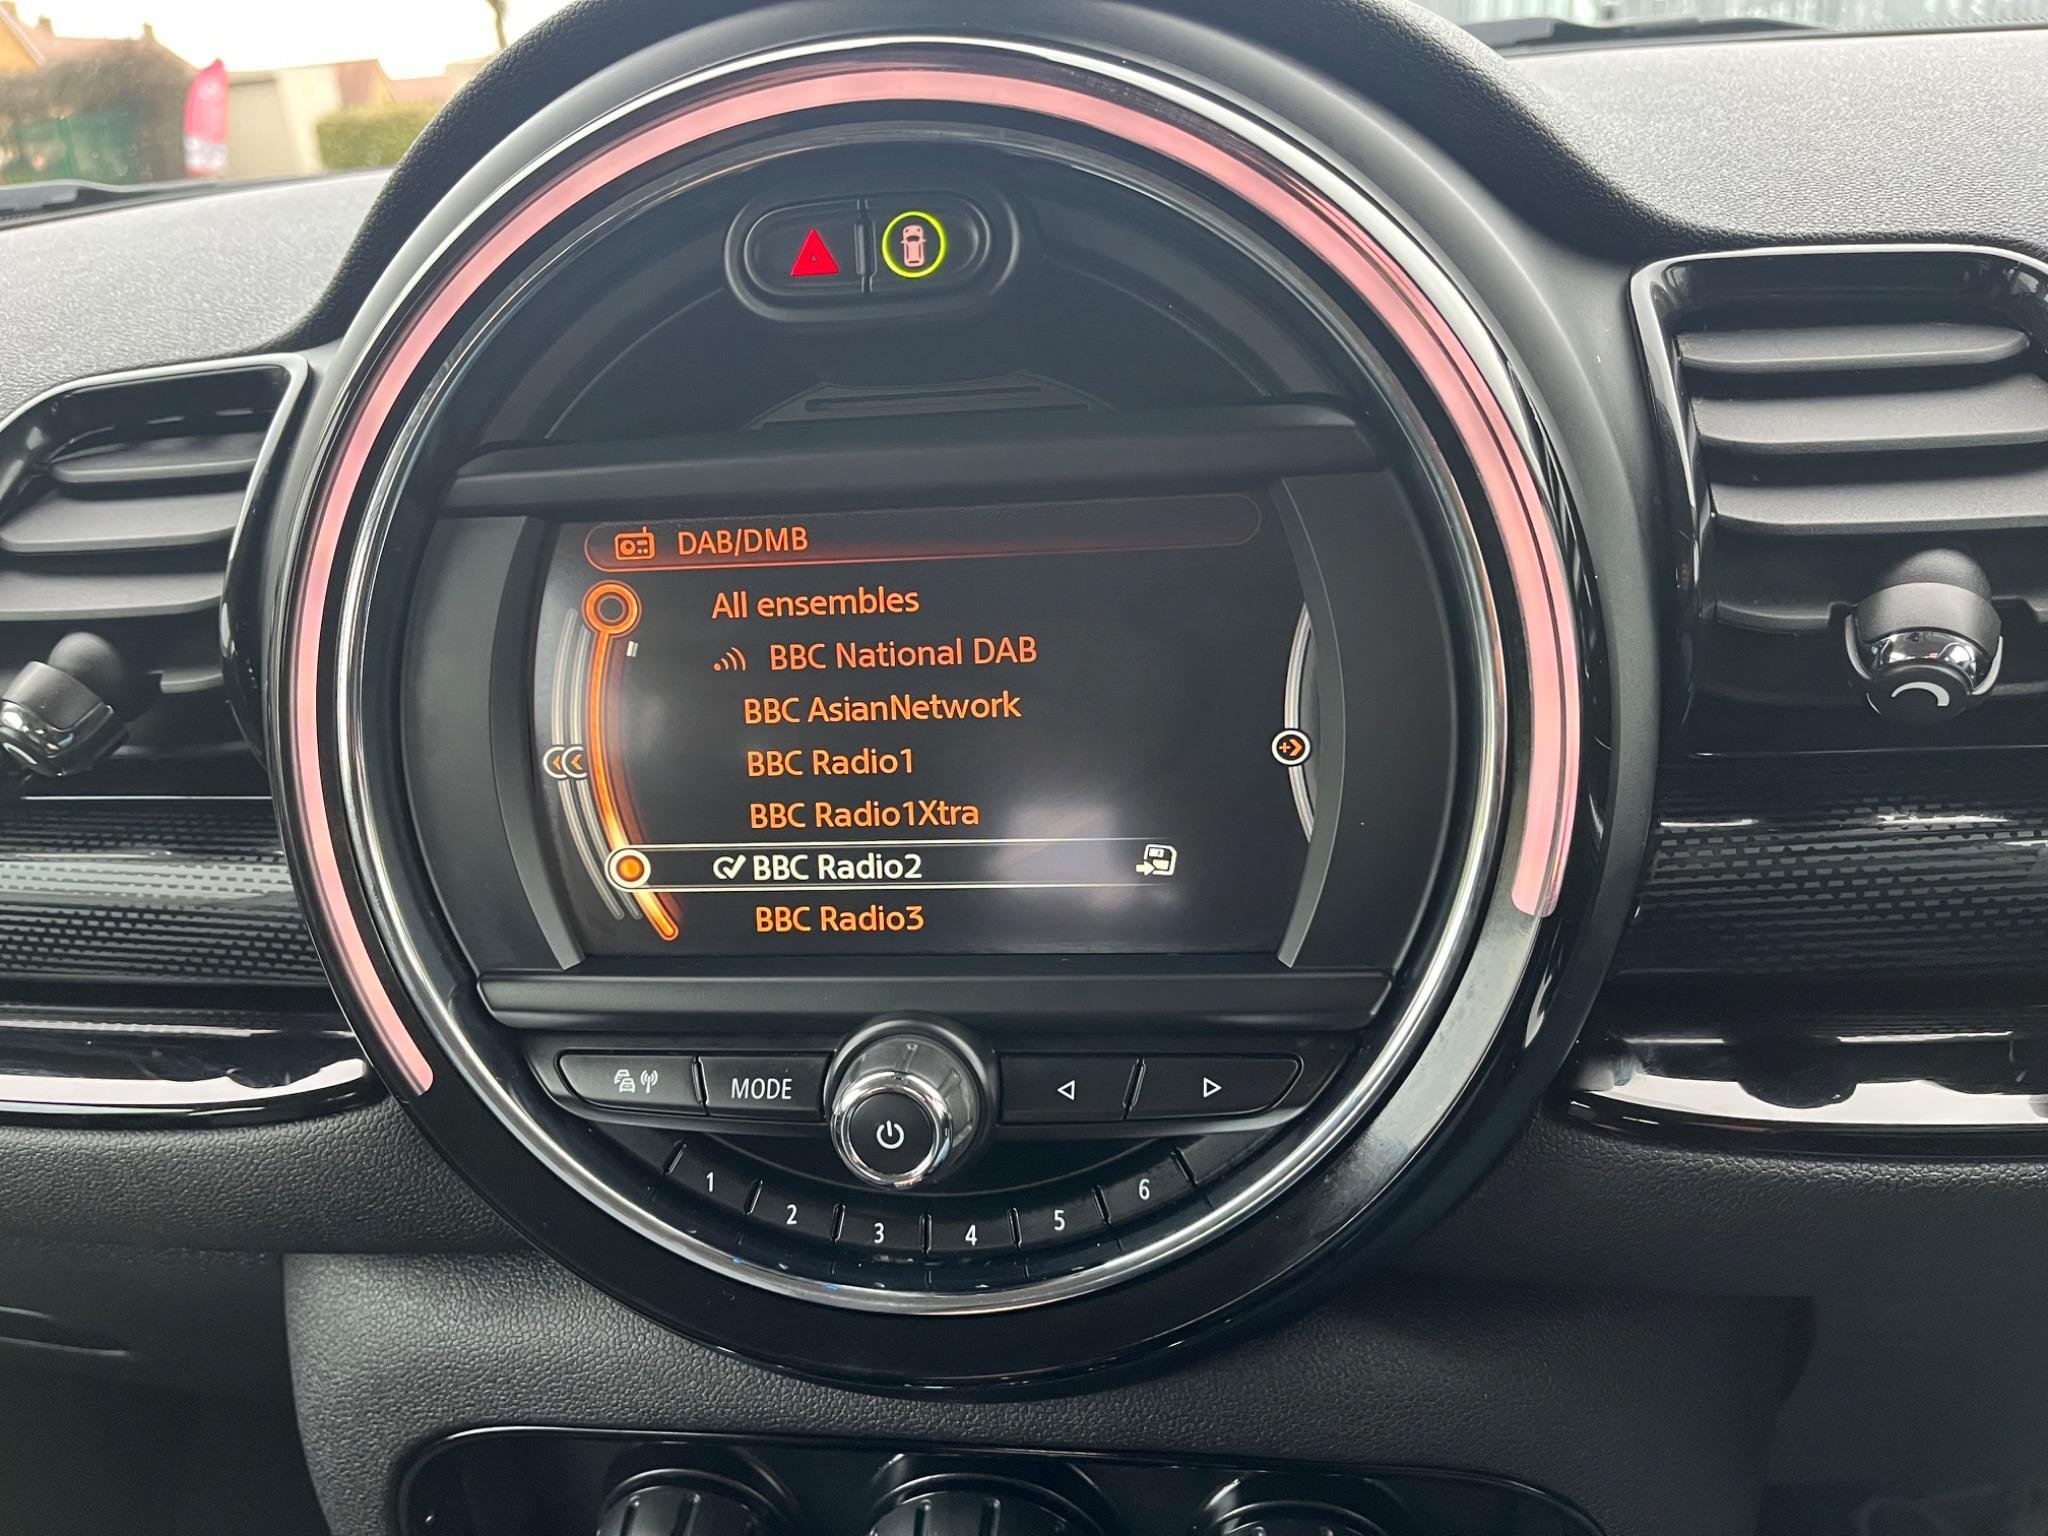 DAB/DMB
All ensembles
BBC National DAB
BBC AsianNetwork
BBC Radio1
BBC Radio1Xtra
BBC Radio2
BBC Radio3
MODE
1 2 3 4 5 6